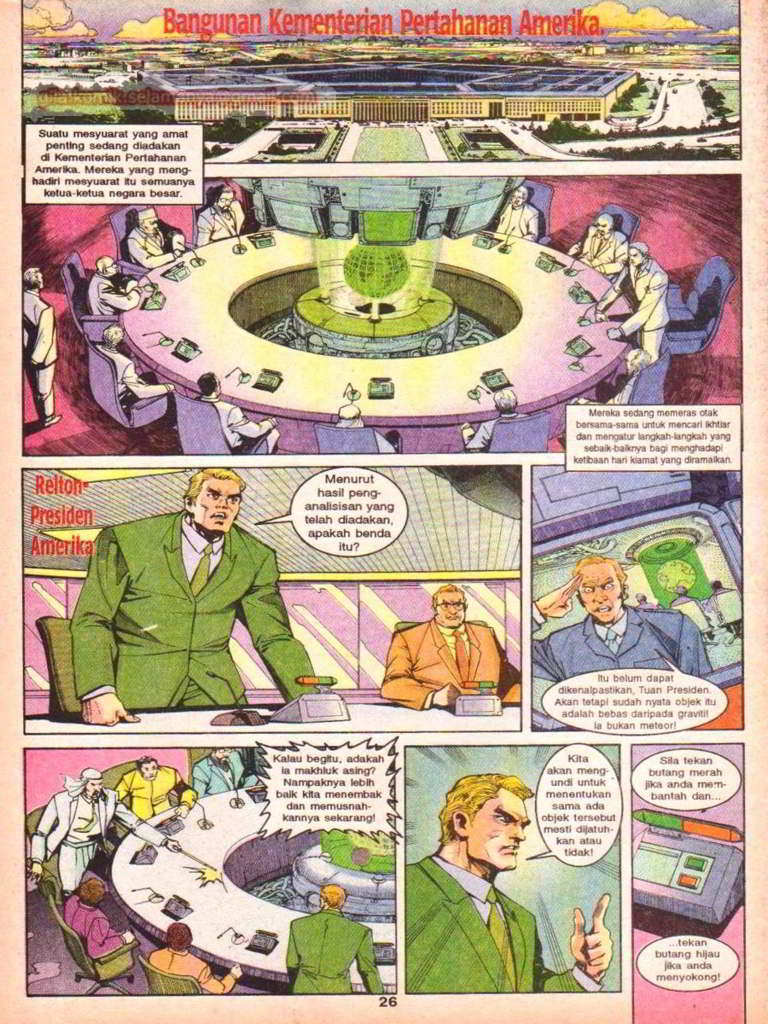 Bangunan Kementerian Pertahanan Amerika.
Suatu mesyuarat yang amat
penting sedang diadakan
di Kementerian Pertahanan
Amerika. Mereka yang meng-
hadiri mesyuarat itu semuanya
ketua-ketua negara besar.
Mereka sedang memeras otak
bersama-sama untuk mencari ikhtiar
dan mengatur langkah-langkah yang
sebaik-baiknya bagi menghadapi
ketibaan hari kiamat yang diramalkan.
Relton-
Presiden
Amerika
Menurut
hasil peng-
analisisan yang
telah diadakan,
apakah benda
itu?
Itu belum dapat
dikenalpastikan, Tuan Presiden.
Akan tetapi sudah nyata objek itu
adalah bebas daripada graviti!
Ia bukan meteor!
Kalau begitu, adakah
ia makhluk asing?
Nampaknya lebih
baik kita menembak
dan memusnah-
kannya sekarang!
Kita
akan meng-
undi untuk
menentukan
sama ada
objek tersebut
mesti dijatuh-
kan atau
tidak!
Sila tekan
butang merah
jika anda mem-
bantah dan...
...tekan
butang hijau
jika anda
menyokong!
26